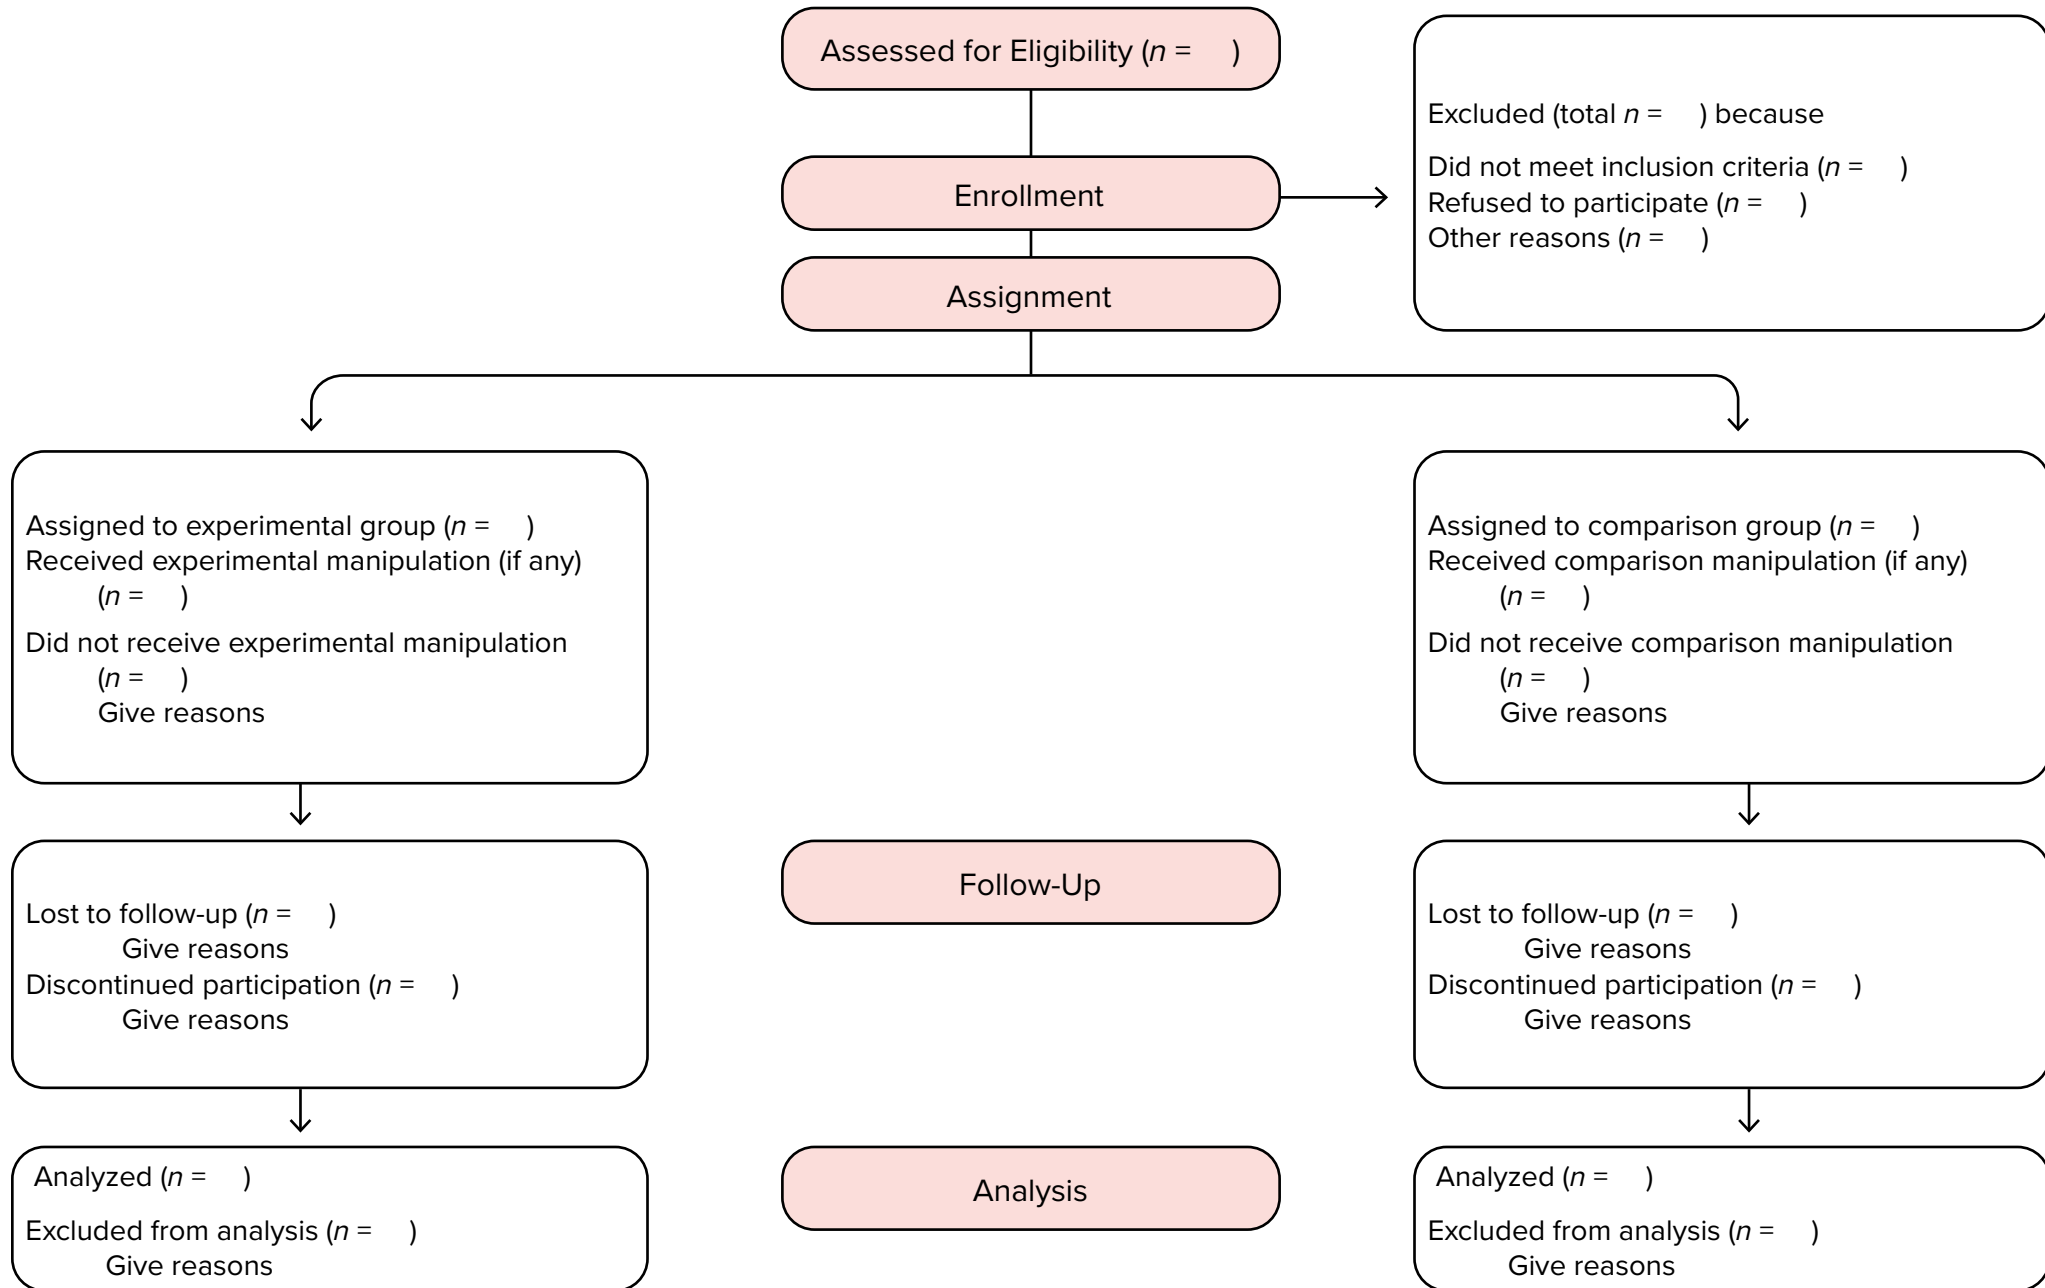 Assessed for Eligibility (n = )
Excluded (total n = ) because
Did not meet inclusion criteria (n = )
Refused to participate (n = )
Other reasons (n = )
Enrollment
Assignment
Assigned to experimental group (n = )
Received experimental manipulation (if any)
(n = )
Did not receive experimental manipulation
(n = )
Give reasons
Assigned to comparison group (n = )
Received comparison manipulation (if any)
(n = )
Did not receive comparison manipulation
(n = )
Give reasons
Lost to follow-up (n = )
Give reasons
Discontinued participation (n = )
Give reasons
Follow-Up
Lost to follow-up (n = )
Give reasons
Discontinued participation (n = )
Give reasons
Analyzed (n = )
Excluded from analysis (n = )
Give reasons
Analysis
Analyzed (n = )
Excluded from analysis (n = )
Give reasons